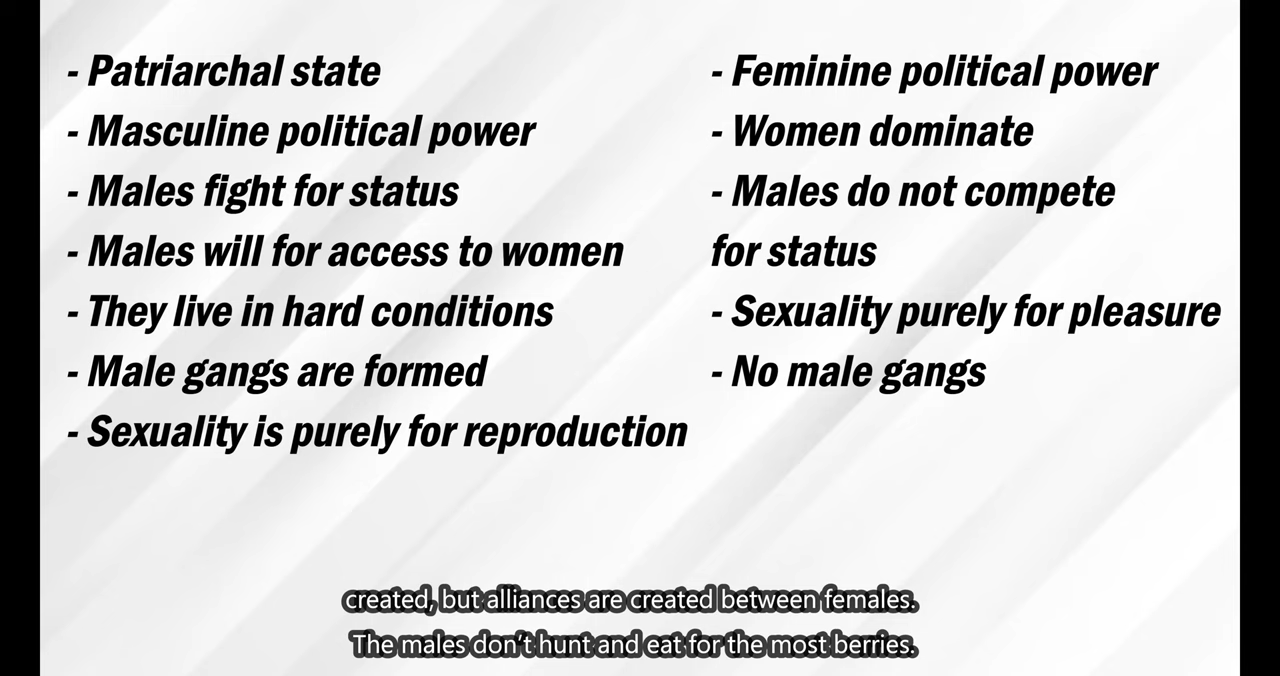 - Patriarchal state
- Masculine political power
- Males fight for status
- Males will for access to women
- They live in hard conditions
- Male gangs are formed
- Sexuality is purely for reproduction
- Feminine political power
- Women dominate
- Males do not compete
for status
- Sexuality purely for pleasure
- No male gangs
created, but alliances are created between females.
The males don't hunt and eat for the most berries.